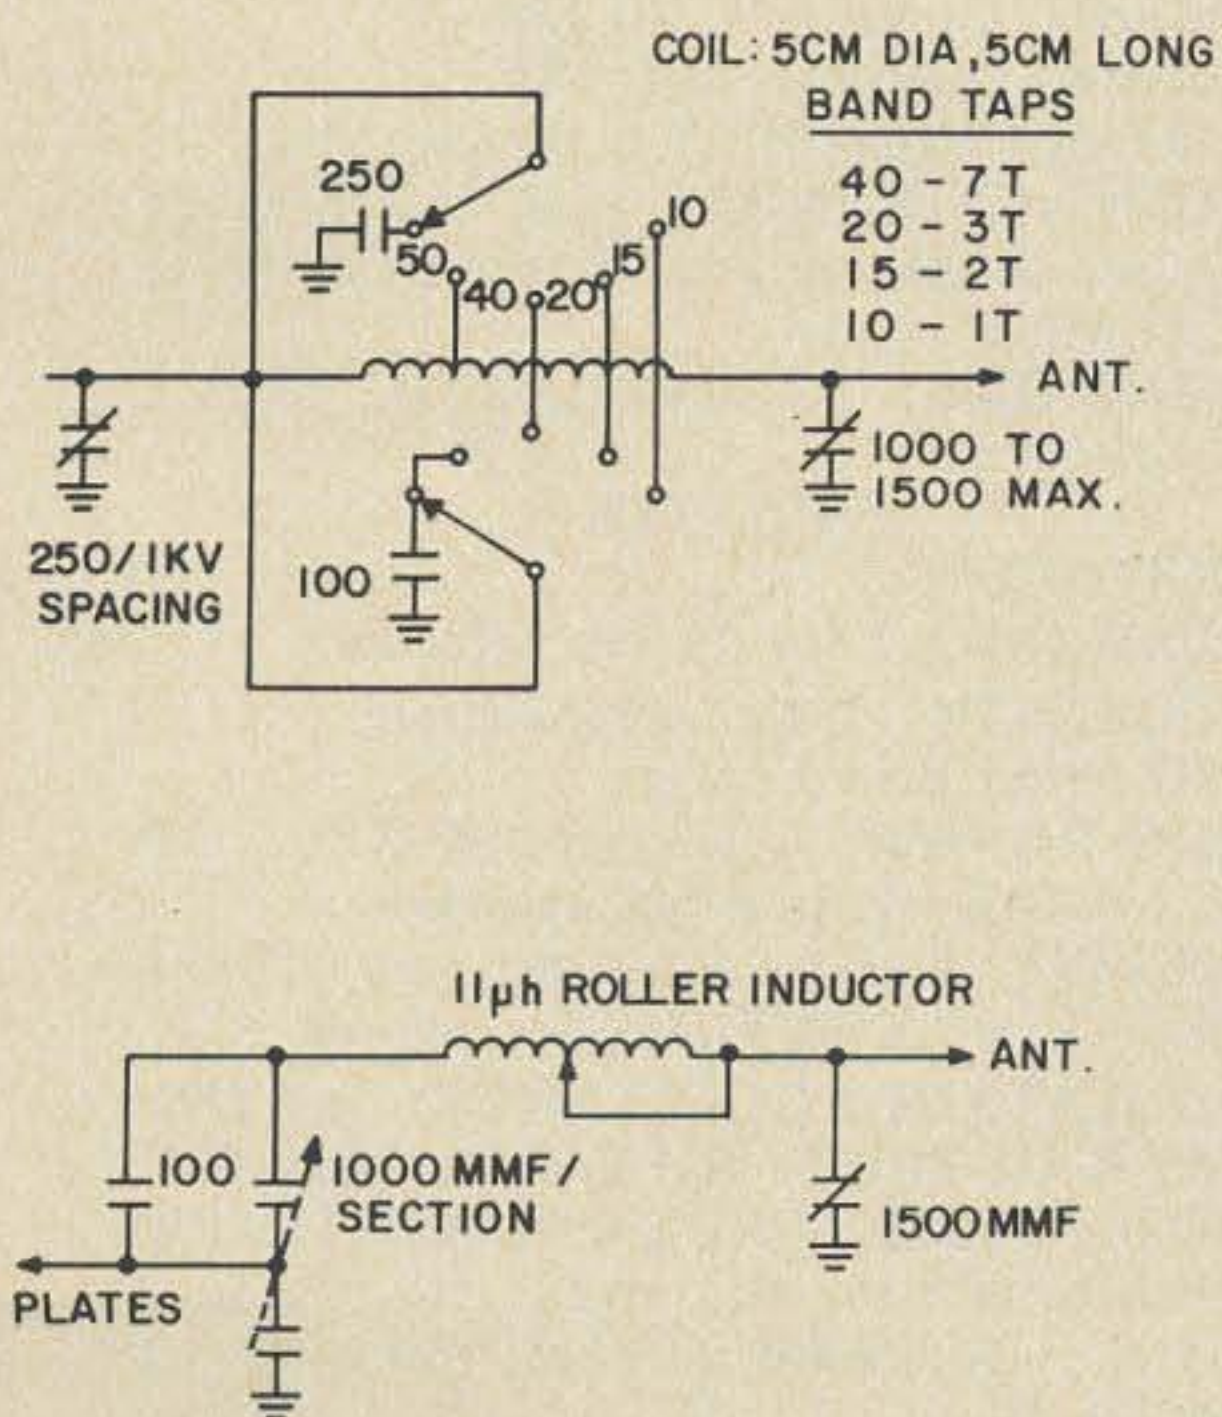 COIL: 5CM DIA, 5CM LONG
BAND TAPS
40 - 7T
20 - 3T
15 - 2T
10 - 1T
250
50
40
20
15
10
ANT.
1000 TO
1500 MAX.
250/1KV
SPACING
100
11μh ROLLER INDUCTOR
ANT.
100
1000 MMF/
SECTION
1500MMF
PLATES